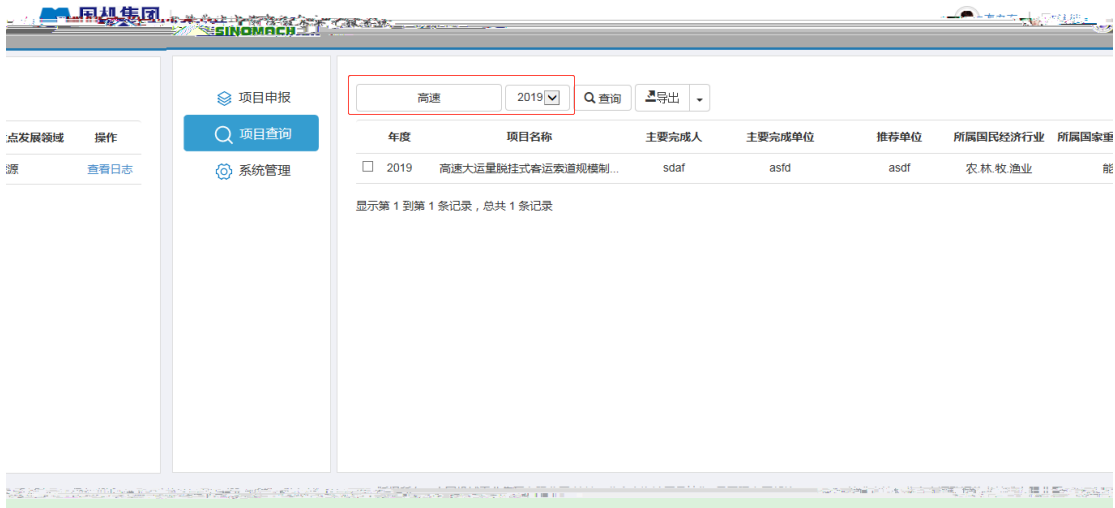 国机集团
SINOMACH
点发展领域 操作
源 查看日志
项目申报
项目查询
系统管理
高速 2019 查询 导出
年度 项目名称 主要完成人 主要完成单位 推荐单位 所属国民经济行业 所属国家重
2019 高速大运量脱挂式客运索道规模制... sdaf asfd asdf 农.林.牧.渔业 能
显示第 1 到第 1 条记录，总共 1 条记录